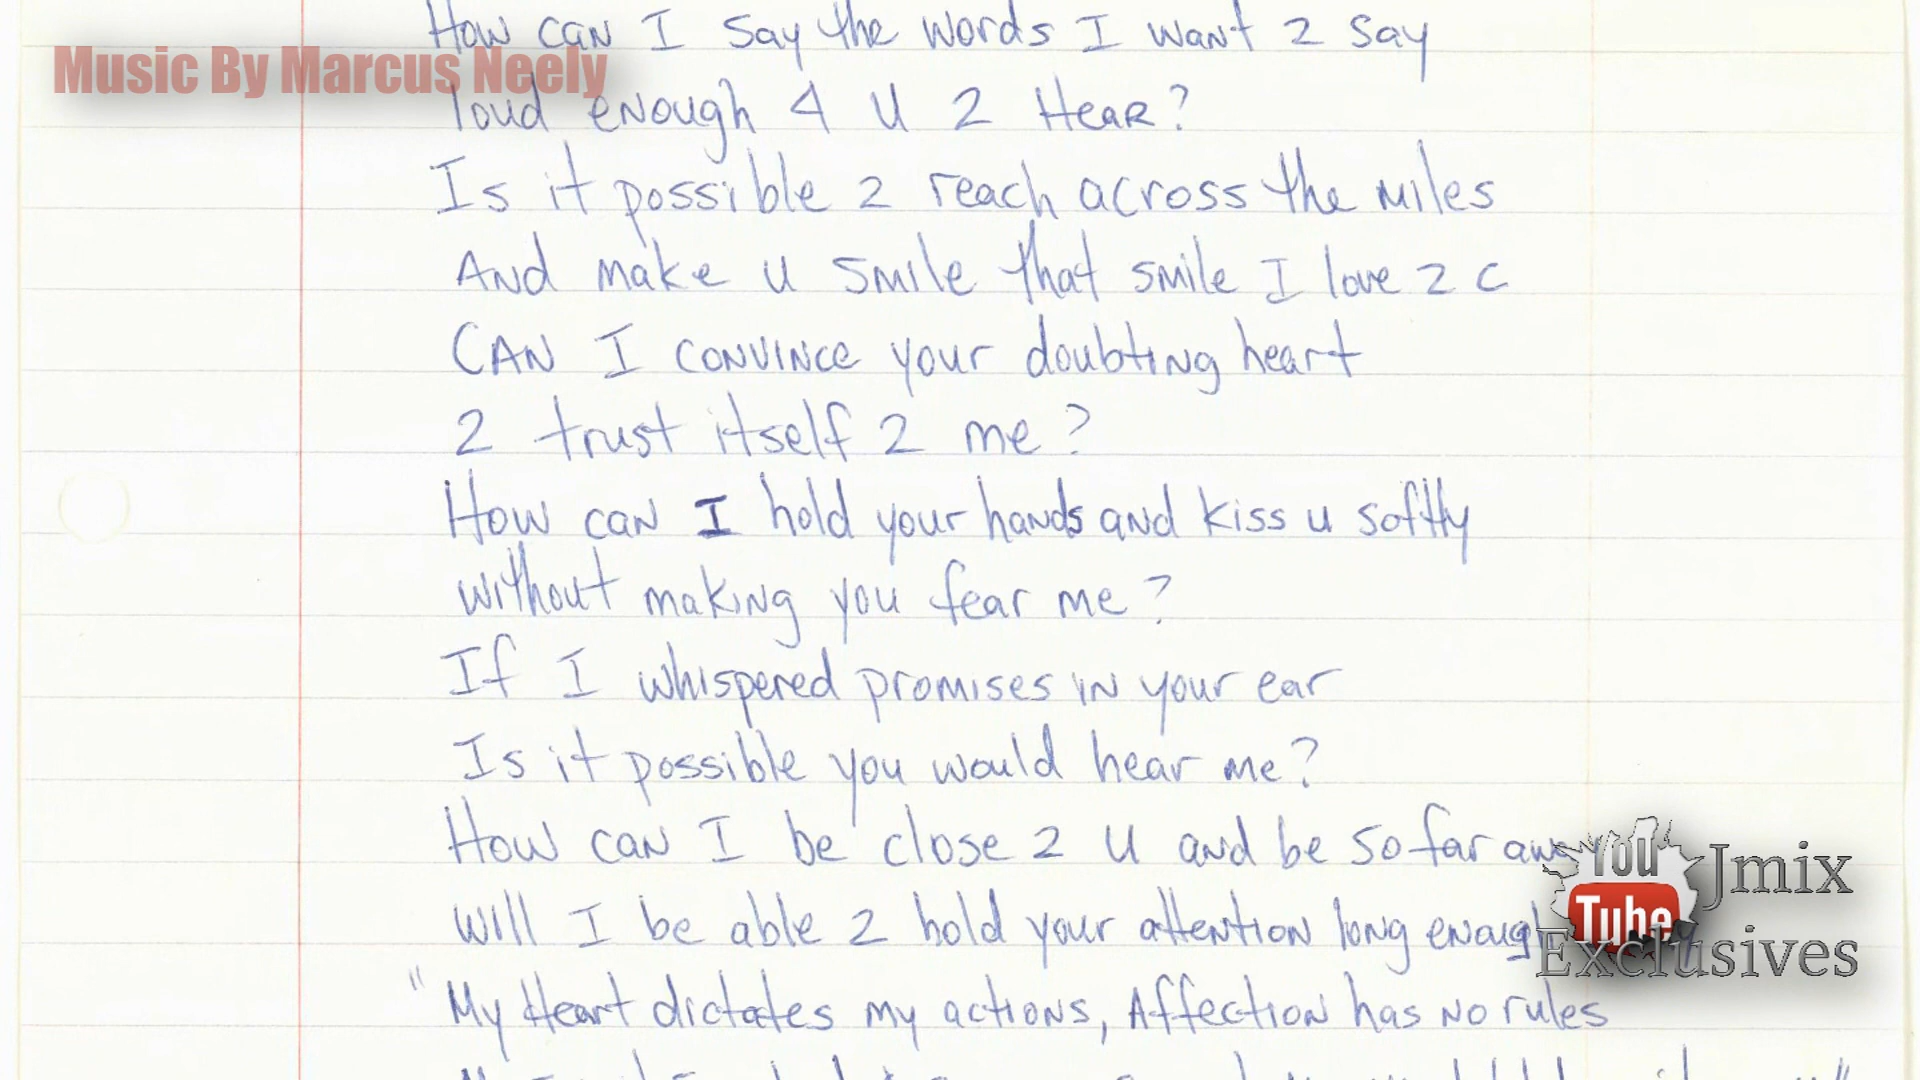 How can I say the words I want 2 say
Music By Marcus Neely
loud enough 4 U 2 Hear?
Is it possible 2 reach across the miles
And make U smile that smile I love 2 C
Can I convince your doubting heart
2 trust itself 2 me?
How can I hold your hands and kiss u softly
without making you fear me?
If I whispered promises in your ear
Is it possible you would hear me?
How can I be close 2 U and be so far away
will I be able 2 hold your attention long enough
You Tube Jmix
Exclusives
"My Heart dictates my actions, Affection has no rules